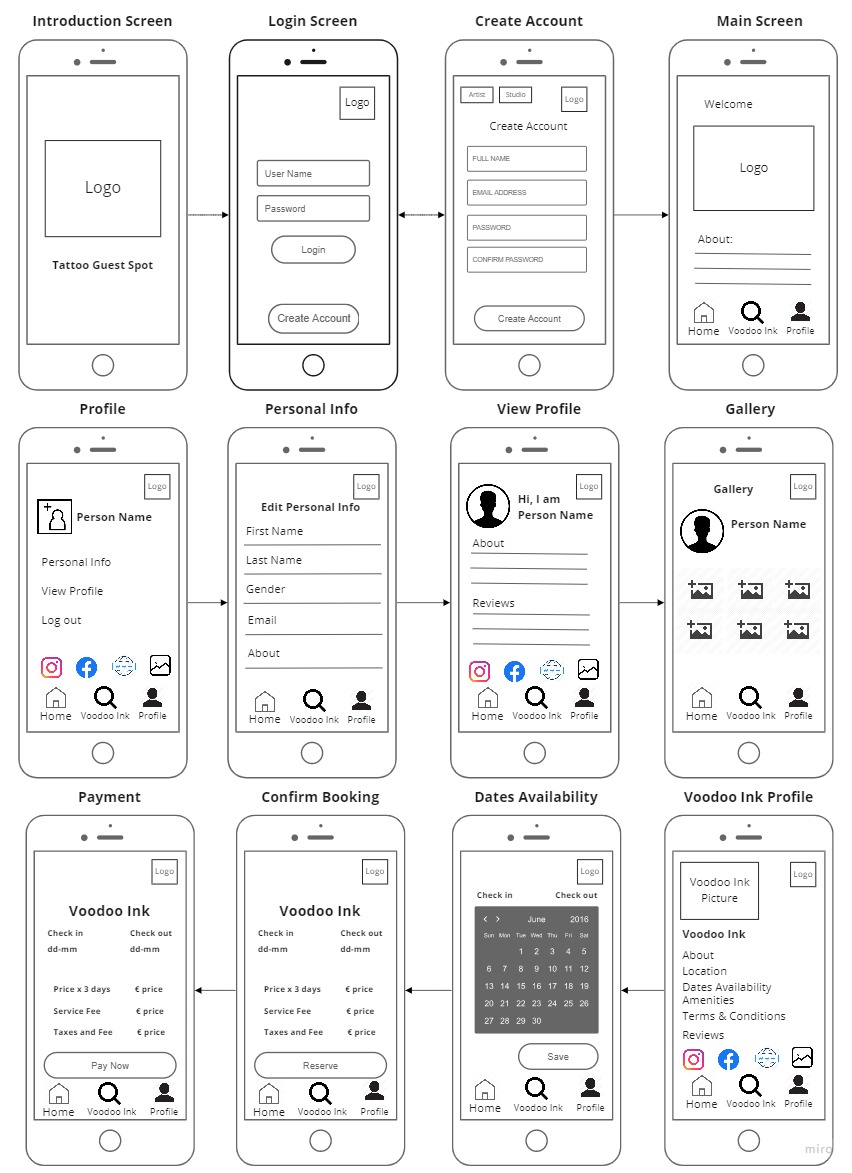 Introduction Screen
Logo
Tattoo Guest Spot
Login Screen
Logo
User Name
Password
Login
Create Account
Create Account
Artist
Studio
Logo
Create Account
FULL NAME
EMAIL ADDRESS
PASSWORD
CONFIRM PASSWORD
Create Account
Main Screen
Welcome
Logo
About:
Home
Voodoo Ink
Profile
Profile
Logo
Person Name
Personal Info
View Profile
Log out
Home
Voodoo Ink
Profile
Personal Info
Logo
Edit Personal Info
First Name
Last Name
Gender
Email
About
Home
Voodoo Ink
Profile
View Profile
Logo
Hi, I am
Person Name
About
Reviews
Home
Voodoo Ink
Profile
Gallery
Logo
Gallery
Person Name
Home
Voodoo Ink
Profile
Payment
Logo
Voodoo Ink
Check in Check out
dd-mm dd-mm
Price x 3 days € price
Service Fee € price
Taxes and Fee € price
Pay Now
Home
Voodoo Ink
Profile
Confirm Booking
Logo
Voodoo Ink
Check in Check out
dd-mm dd-mm
Price x 3 days € price
Service Fee € price
Taxes and Fee € price
Reserve
Home
Voodoo Ink
Profile
Dates Availability
Logo
Check in Check out
June 2016
Sun Mon Tue Wed Thu Fri Sat
1 2 3 4 5
6 7 8 9 10 11 12
13 14 15 16 17 18 19
20 21 22 23 24 25 26
27 28 29 30
Save
Home
Voodoo Ink
Profile
Voodoo Ink Profile
Voodoo Ink
Picture
Logo
Voodoo Ink
About
Location
Dates Availability
Amenities
Terms & Conditions
Reviews
Home
Voodoo Ink
Profile
miro